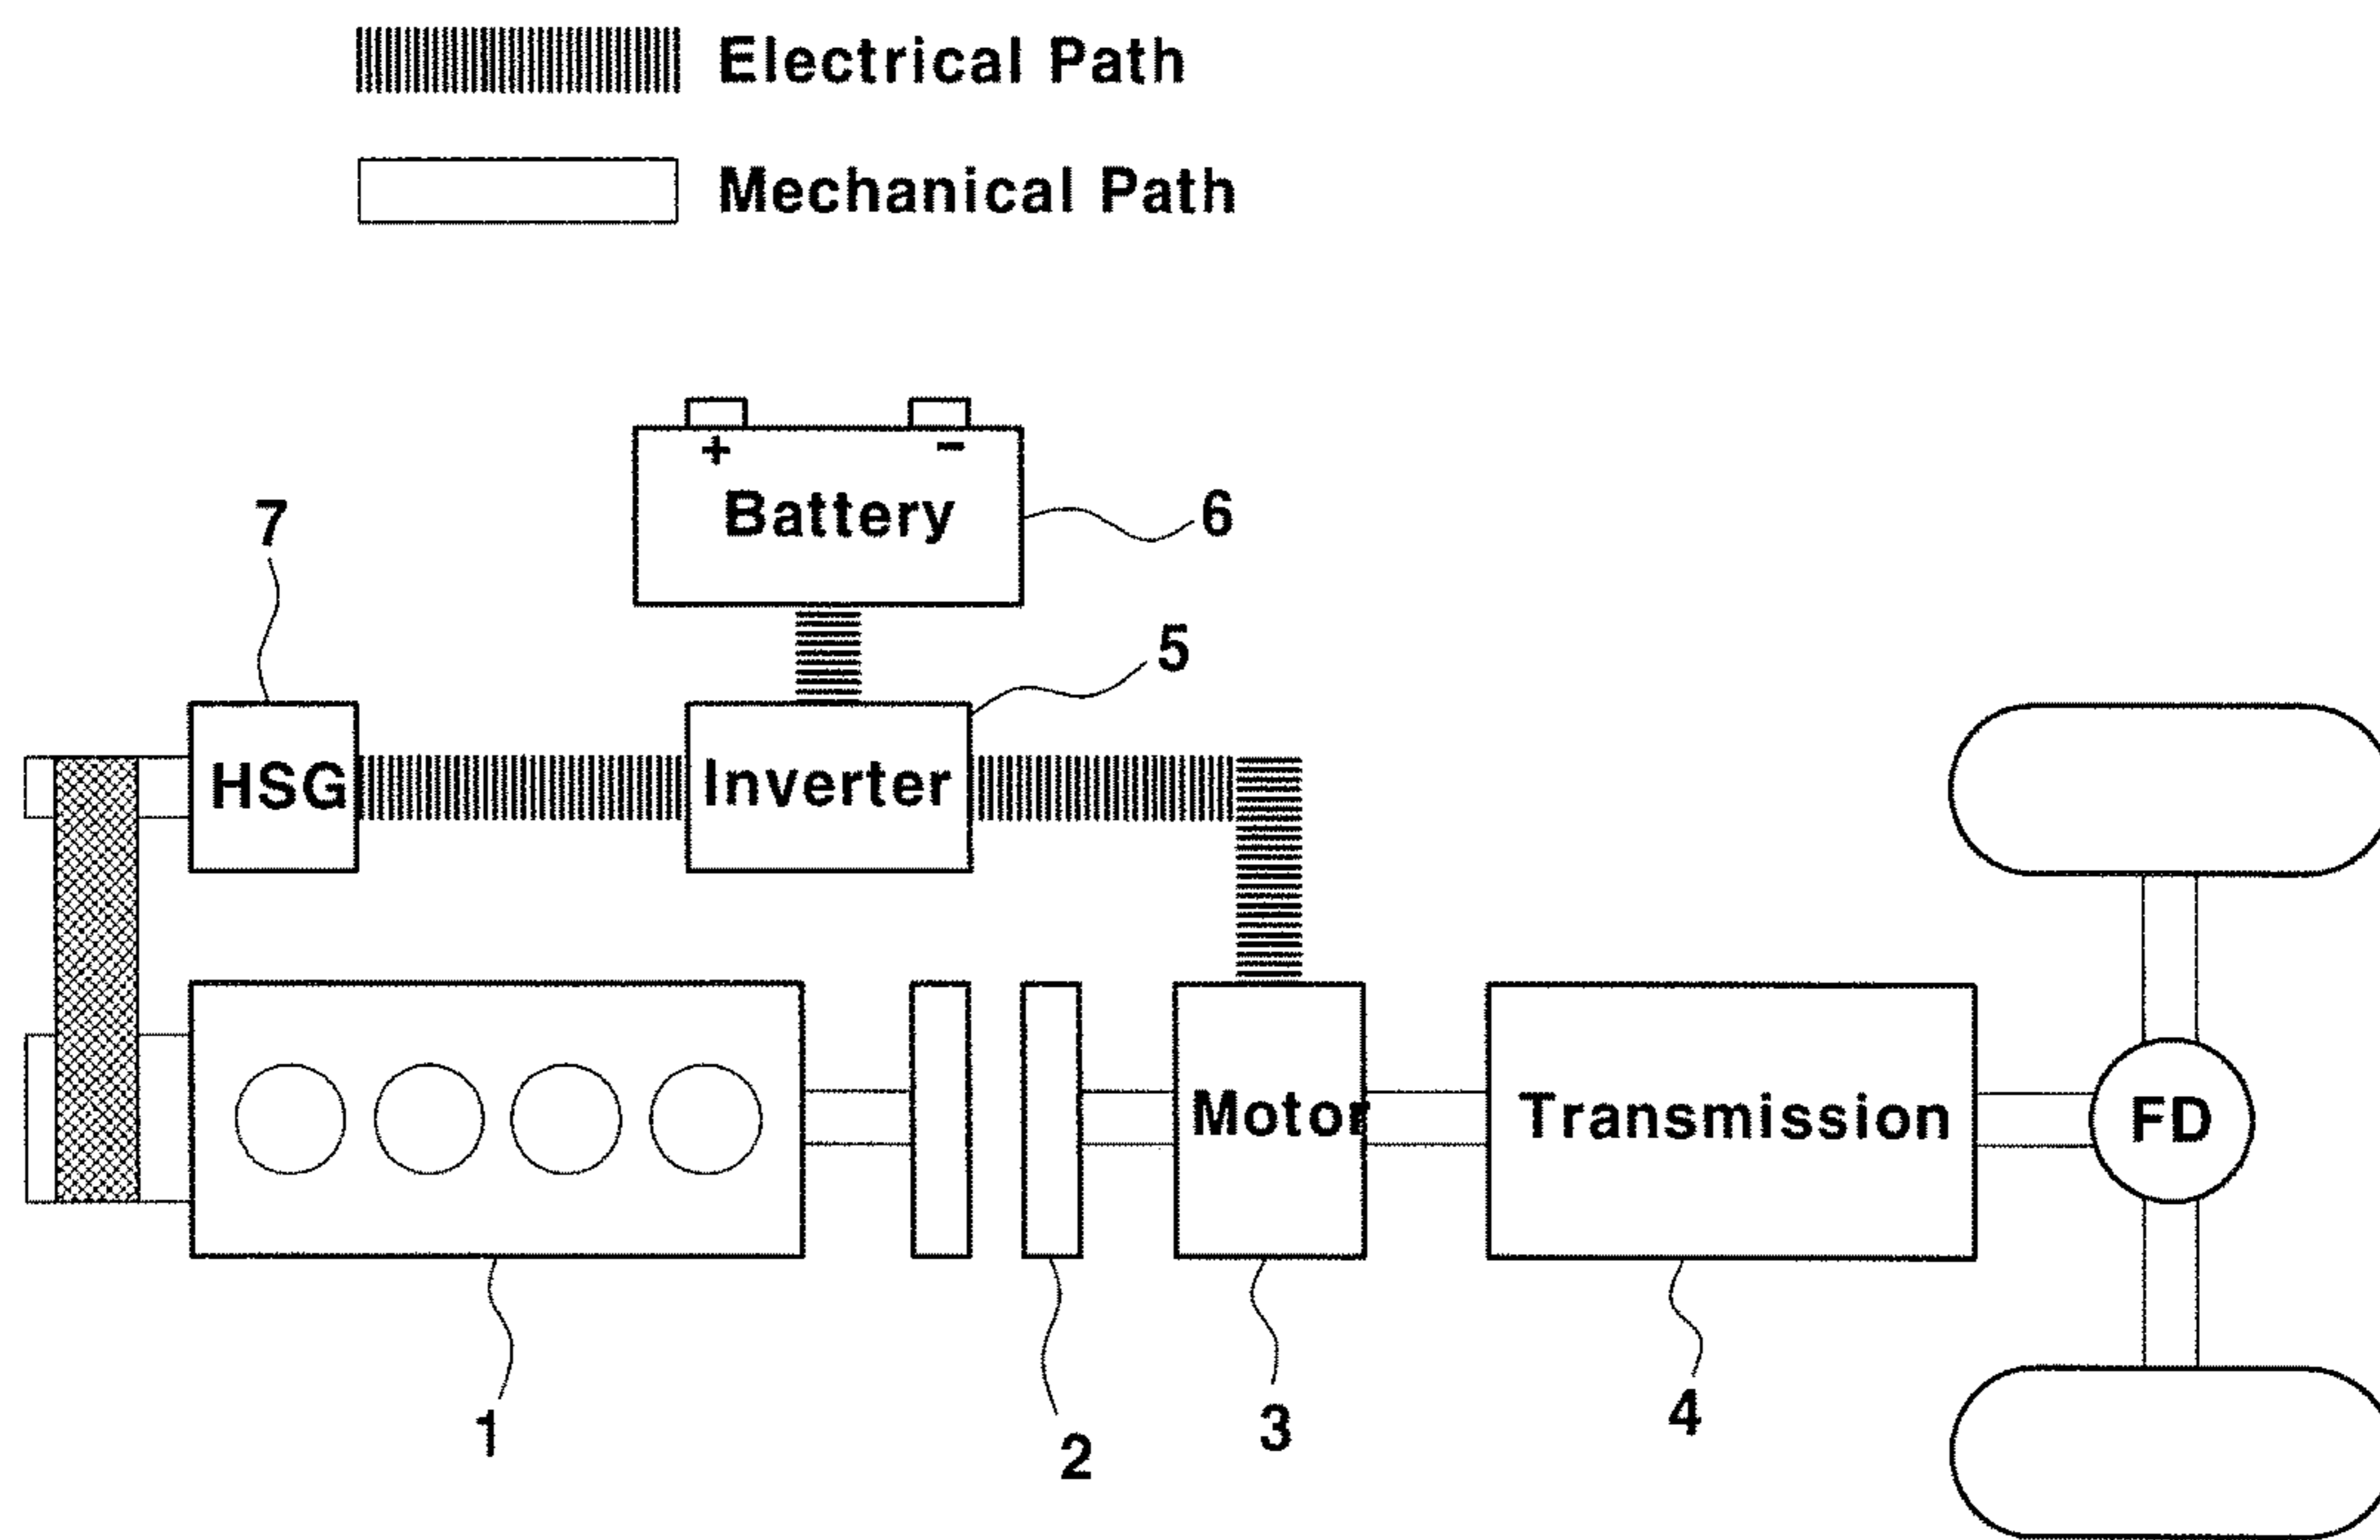 Electrical Path
Mechanical Path
+ −
Battery
6
7
5
HSG
Inverter
Motor
Transmission
FD
1
2
3
4